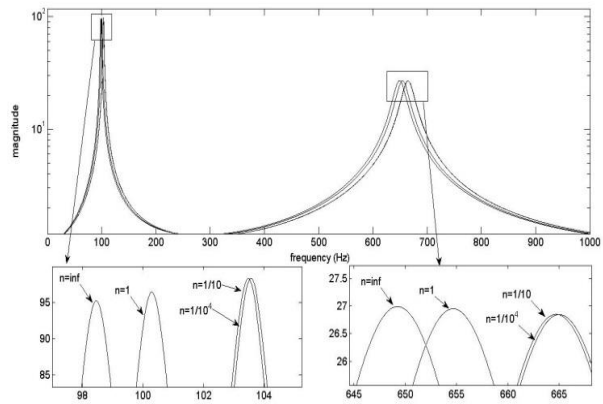 10²
10¹
magnitude
0 100 200 300 400 500 600 700 800 900 1000
frequency (Hz)
n=inf
n=1
n=1/10
n=1/10⁴
95
90
85
98 100 102 104
27.5
27
26.5
26
n=inf
n=1
n=1/10
n=1/10⁴
645 650 655 660 665